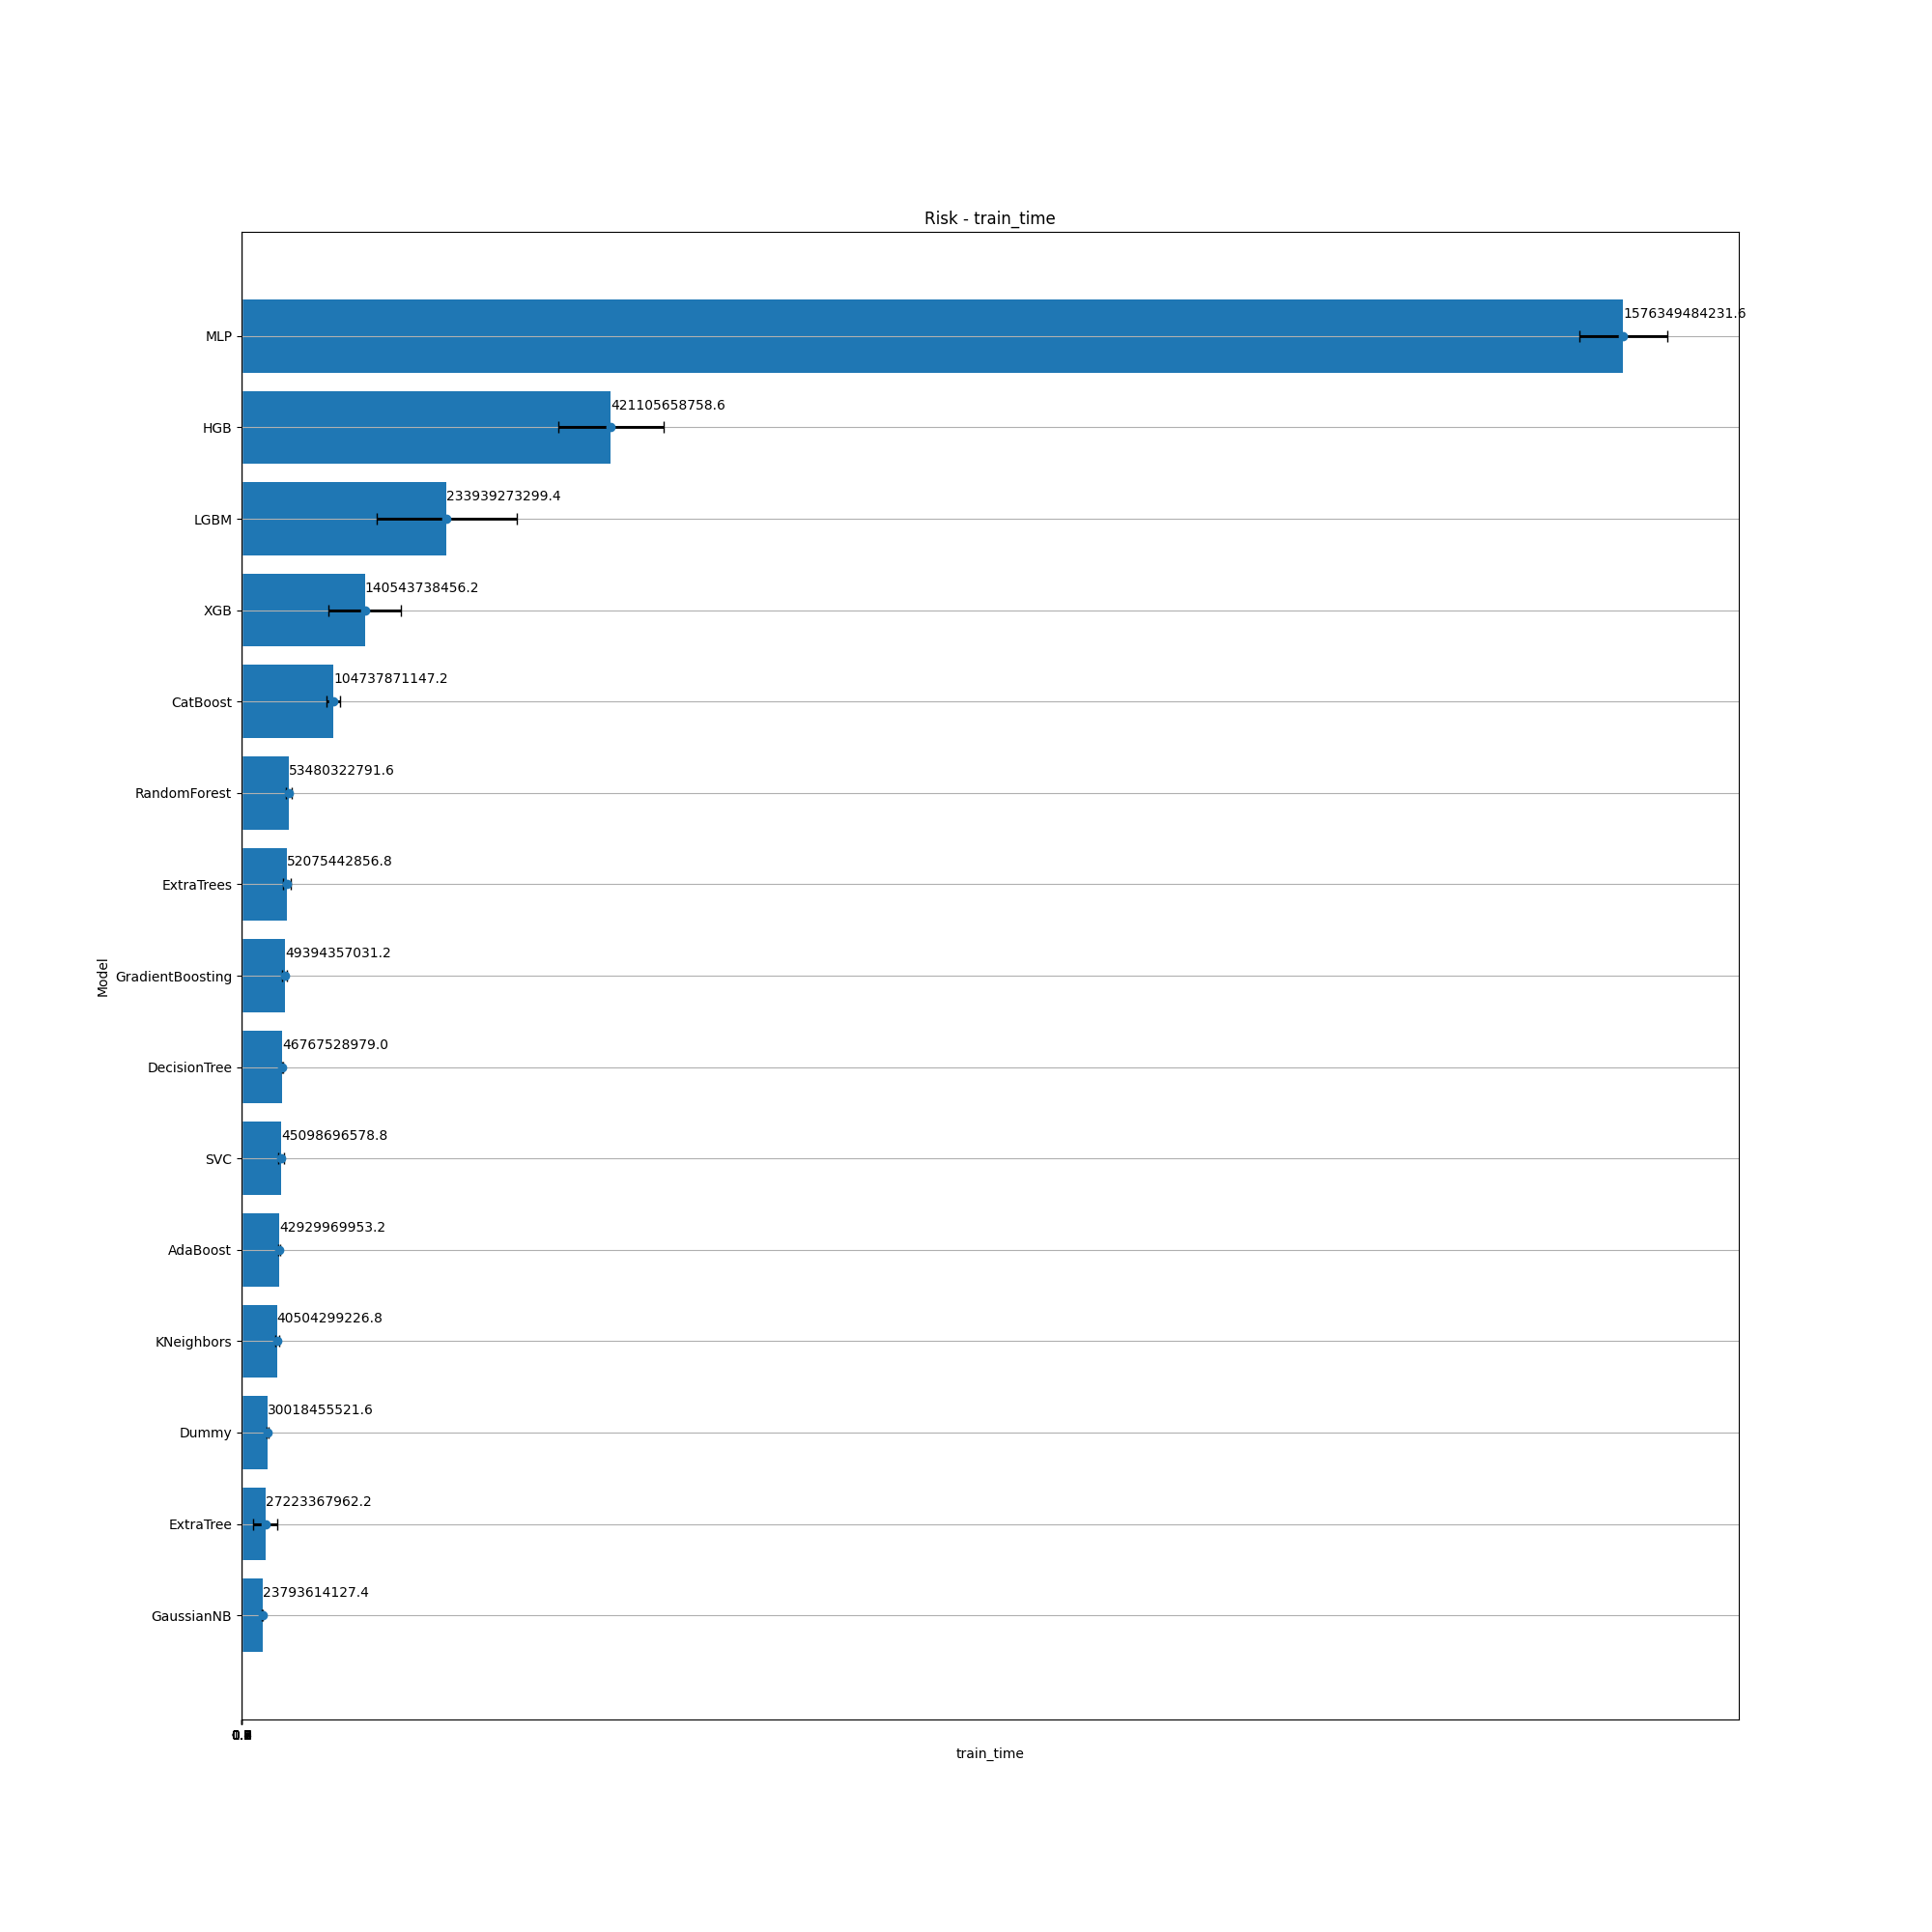 Risk - train_time
MLP
1576349484231.6
HGB
421105658758.6
LGBM
233939273299.4
XGB
140543738456.2
CatBoost
104737871147.2
RandomForest
53480322791.6
ExtraTrees
52075442856.8
GradientBoosting
49394357031.2
DecisionTree
46767528979.0
SVC
45098696578.8
AdaBoost
42929969953.2
KNeighbors
40504299226.8
Dummy
30018455521.6
ExtraTree
27223367962.2
GaussianNB
23793614127.4
Model
train_time